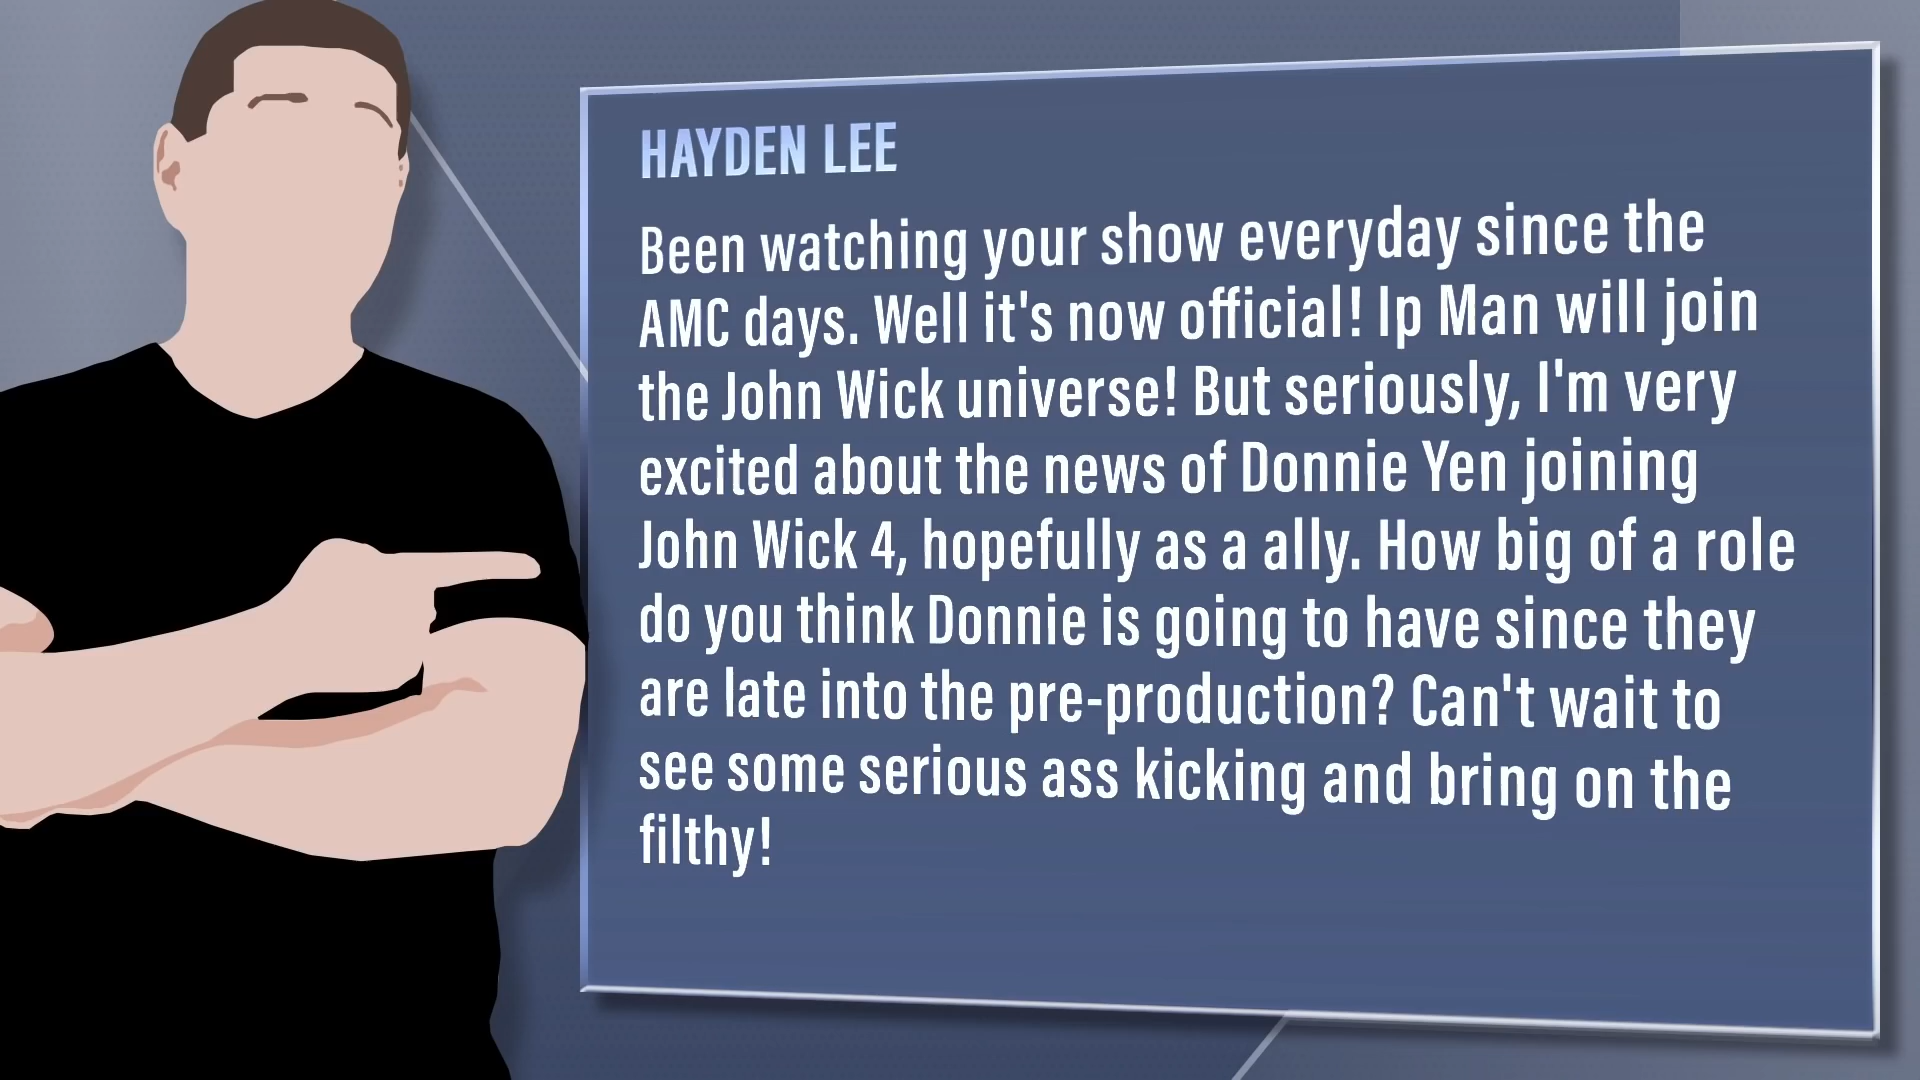 HAYDEN LEE
Been watching your show everyday since the
AMC days. Well it's now official! Ip Man will join
the John Wick universe! But seriously, I'm very
excited about the news of Donnie Yen joining
John Wick 4, hopefully as a ally. How big of a role
do you think Donnie is going to have since they
are late into the pre-production? Can't wait to
see some serious ass kicking and bring on the
filthy!